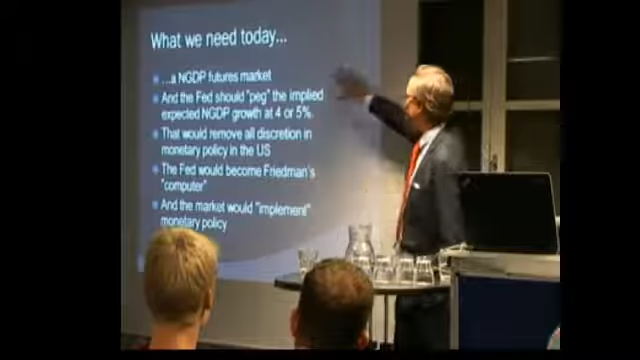 What we need today...
...a NGDP futures market
And the Fed should "peg" the implied
expected NGDP growth at 4 or 5%.
That would remove all discretion in
monetary policy in the US
The Fed would become Friedman's
"computer"
And the market would "implement"
monetary policy